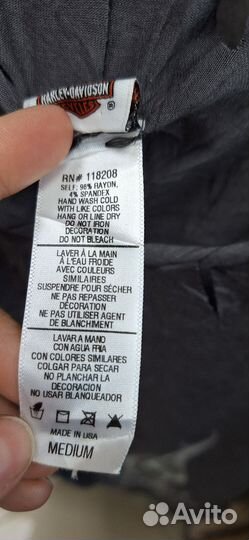 HARLEY-DAVIDSON
®
RN# 118208
SELF: 96% RAYON,
4% SPANDEX
HAND WASH COLD
WITH LIKE COLORS
HANG OR LINE DRY
DO NOT IRON
DECORATION
DO NOT BLEACH
LAVER À LA MAIN
À L'EAU FROIDE
AVEC COULEURS
SIMILAIRES
SUSPENDRE POUR SÉCHER
NE PAS REPASSER
DÉCORATION
NE PAS UTILISER AGENT
DE BLANCHIMENT
LAVAR A MANO
CON AGUA FRIA
CON COLORES SIMILARES
COLGAR PARA SECAR
NO PLANCHAR LA
DECORACION
NO USAR BLANQUEADOR
MADE IN USA
MEDIUM
Avito